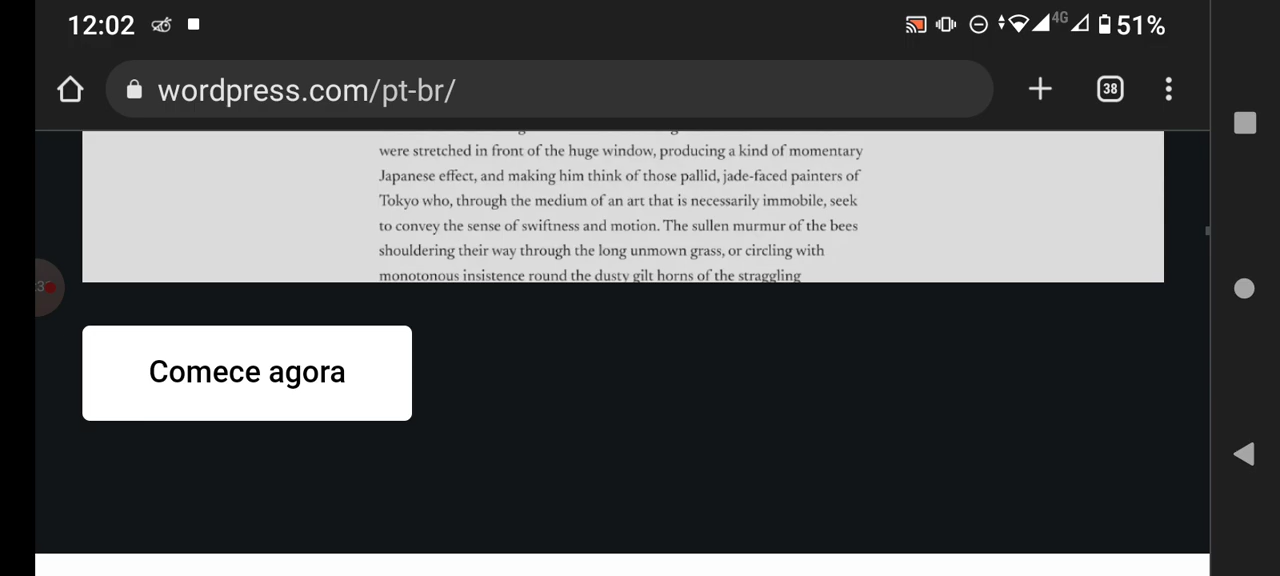 12:02
4G
51%
wordpress.com/pt-br/
38
were stretched in front of the huge window, producing a kind of momentary
Japanese effect, and making him think of those pallid, jade-faced painters of
Tokyo who, through the medium of an art that is necessarily immobile, seek
to convey the sense of swiftness and motion. The sullen murmur of the bees
shouldering their way through the long unmown grass, or circling with
monotonous insistence round the dusty gilt horns of the straggling
Comece agora